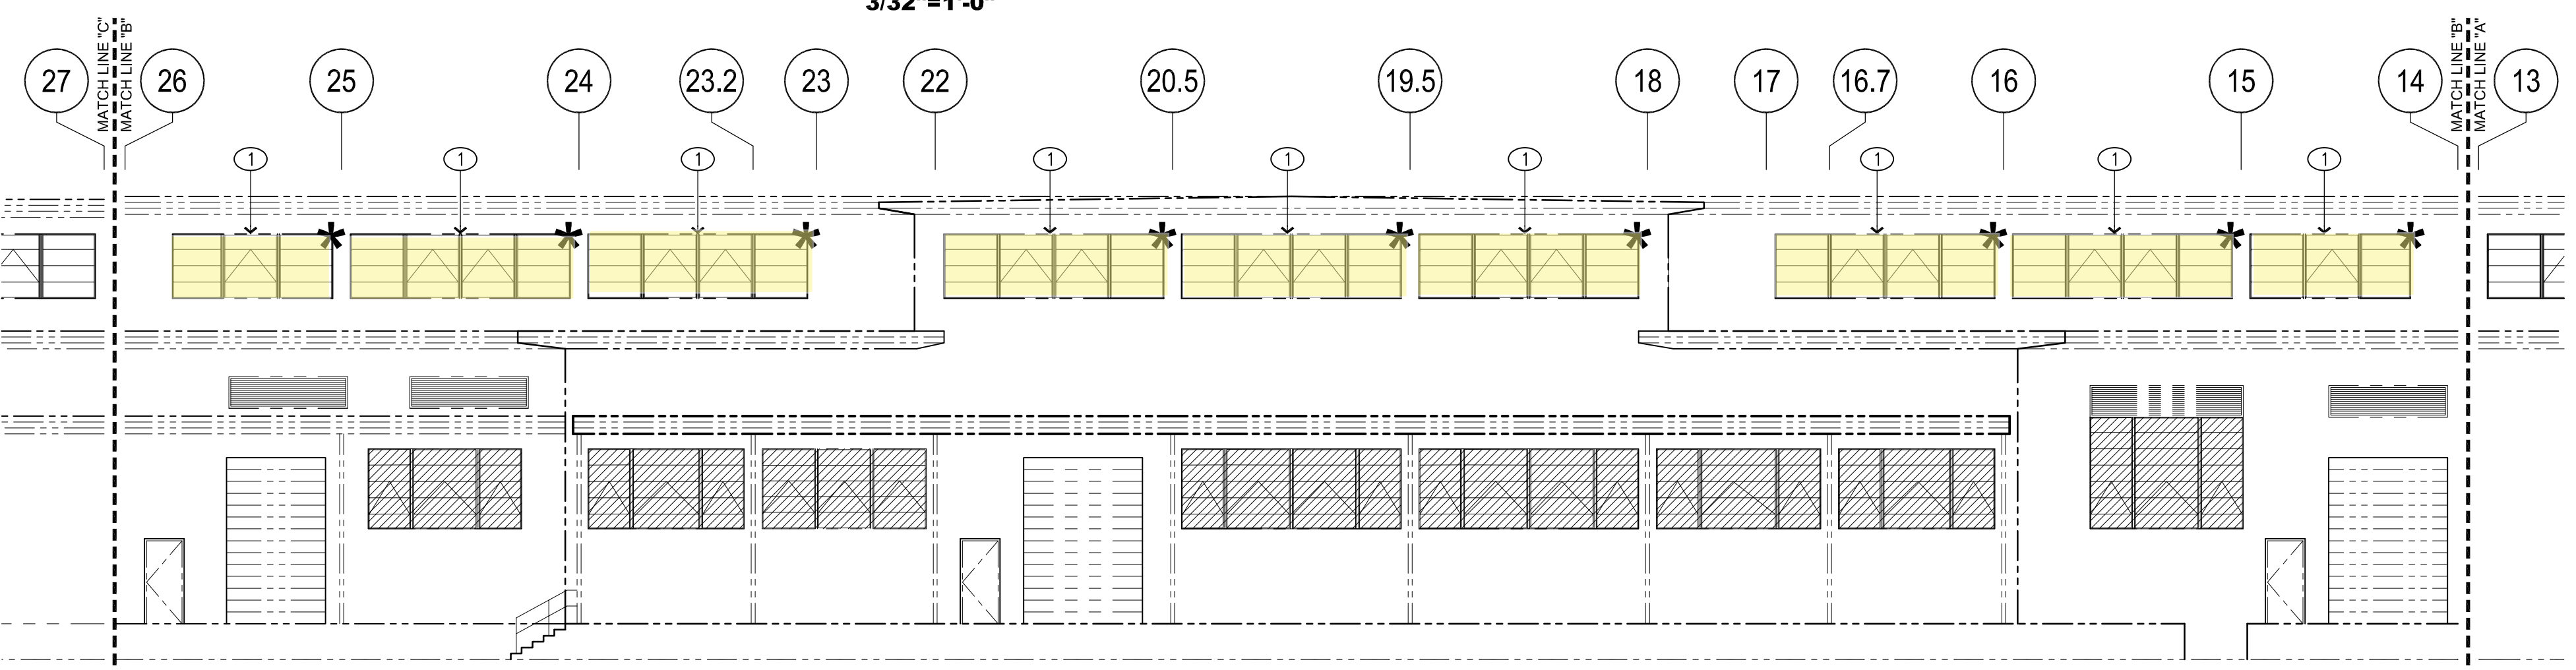 3/32"=1'-0"
MATCH LINE "C"
MATCH LINE "B"
MATCH LINE "B"
MATCH LINE "A"
27 26 25 24 23.2 23 22 20.5 19.5 18 17 16.7 16 15 14 13
1 1 1 1 1 1 1 1 1